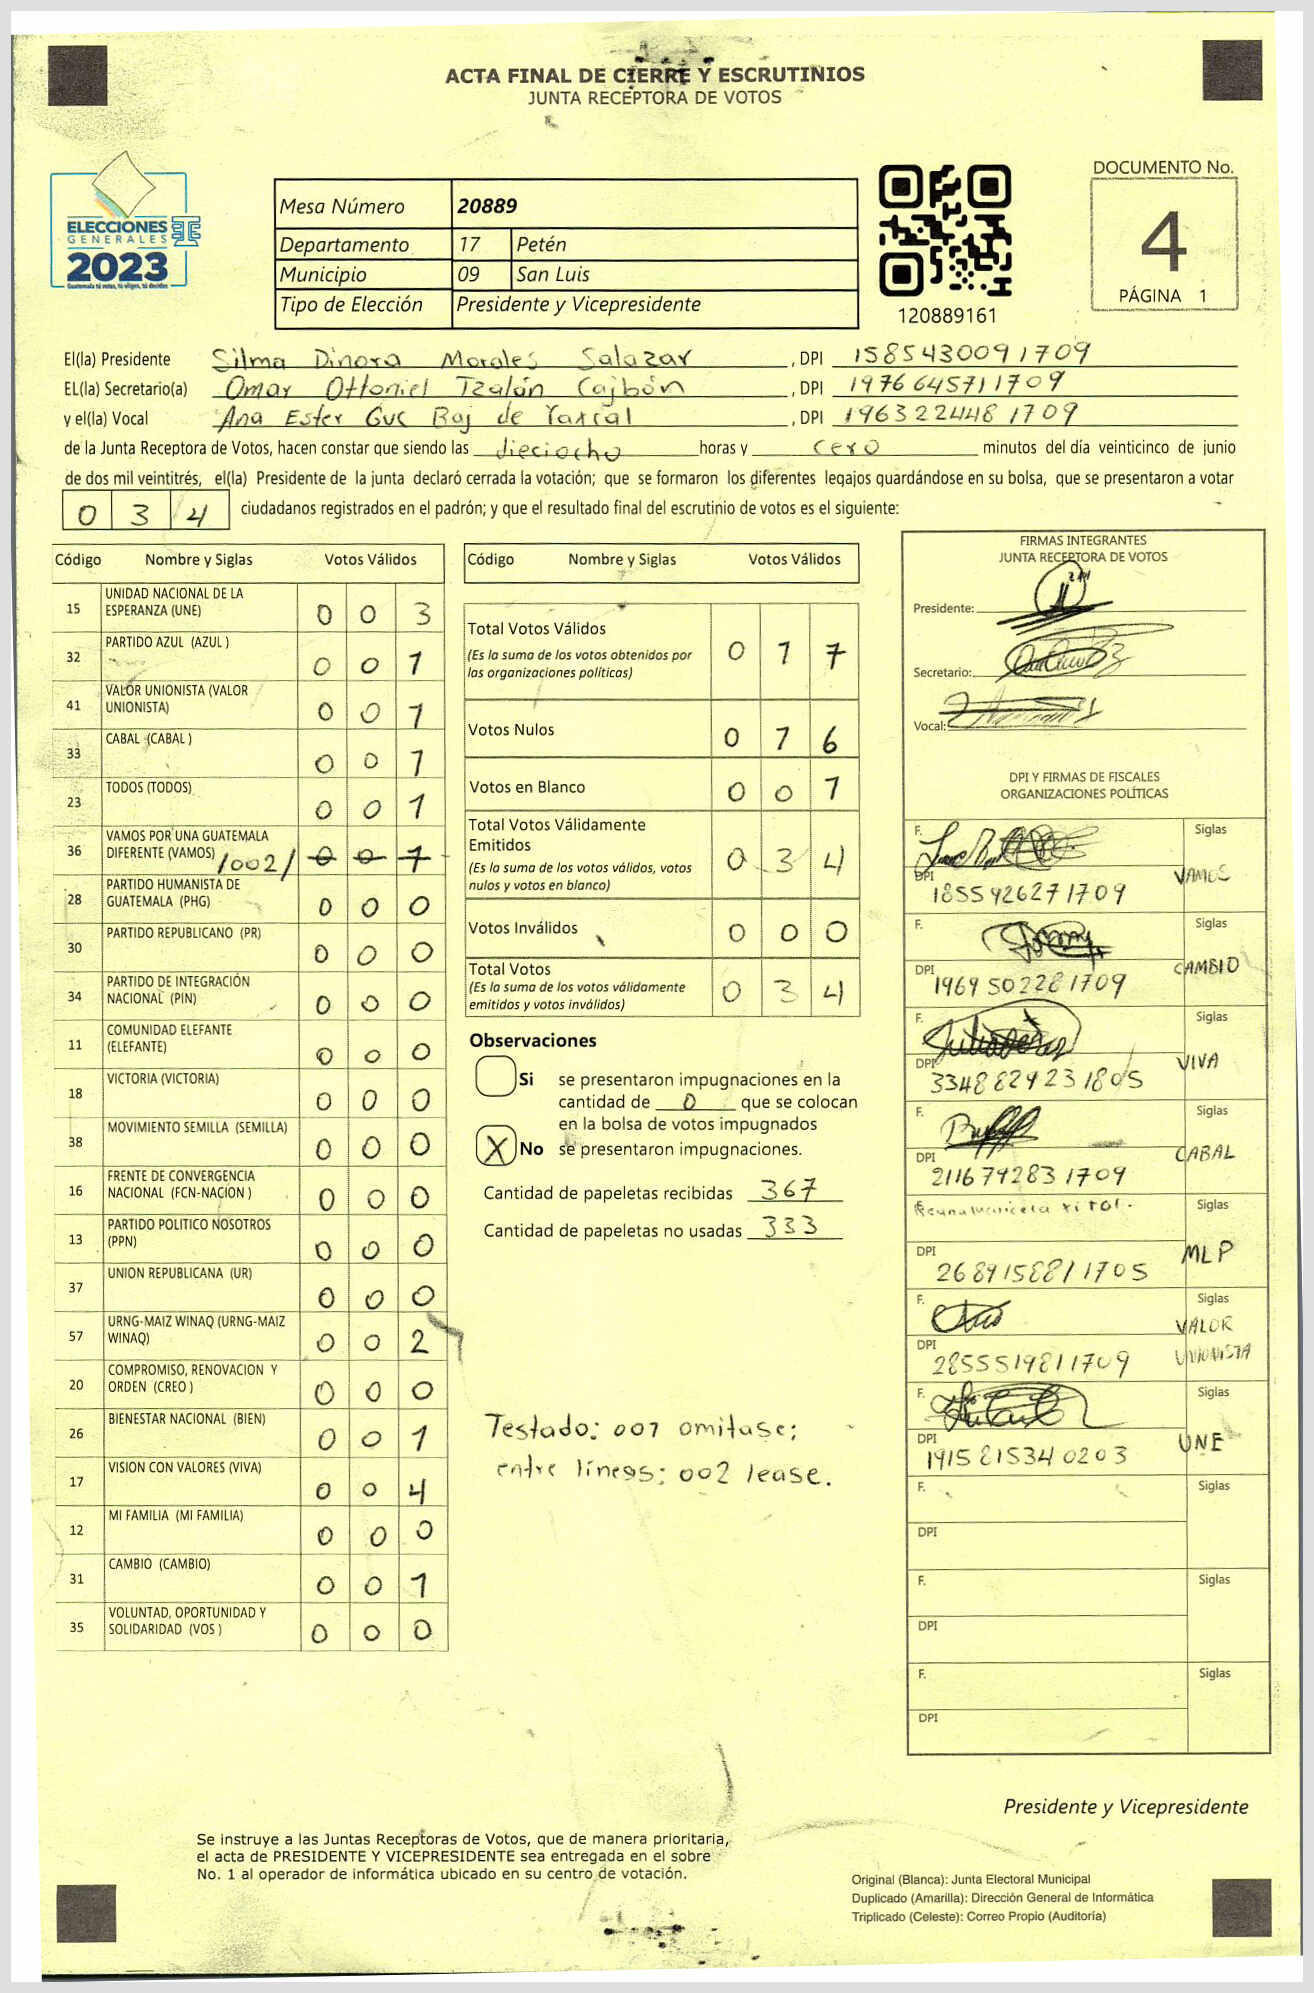 ACTA FINAL DE CIERRE Y ESCRUTINIOS
JUNTA RECEPTORA DE VOTOS
ELECCIONES
GENERALES
2023
Guatemala tú votas, tú eliges, tú decides
Mesa Número 20889
Departamento 17 Petén
Municipio 09 San Luis
Tipo de Elección Presidente y Vicepresidente
120889161
DOCUMENTO No.
4
PÁGINA 1
El(la) Presidente Silma Dinora Morales Salazar, DPI 1585430091709
EL(la) Secretario(a) Omar Ottoniel Tzalán Cajbón, DPI 1976645711709
y el(la) Vocal Ana Ester Guc Baj de Yaxcal, DPI 1963224481709
de la Junta Receptora de Votos, hacen constar que siendo las dieciocho horas y cero minutos del día veinticinco de junio
de dos mil veintitrés, el(la) Presidente de la junta declaró cerrada la votación; que se formaron los diferentes legajos guardándose en su bolsa, que se presentaron a votar
0 3 4 ciudadanos registrados en el padrón; y que el resultado final del escrutinio de votos es el siguiente:
Código Nombre y Siglas Votos Válidos
15 UNIDAD NACIONAL DE LA ESPERANZA (UNE) 0 0 3
32 PARTIDO AZUL (AZUL ) 0 0 1
41 VALOR UNIONISTA (VALOR UNIONISTA) 0 0 1
33 CABAL (CABAL ) 0 0 1
23 TODOS (TODOS) 0 0 1
36 VAMOS POR UNA GUATEMALA DIFERENTE (VAMOS) /002/ 0 0 1
28 PARTIDO HUMANISTA DE GUATEMALA (PHG) 0 0 0
30 PARTIDO REPUBLICANO (PR) 0 0 0
34 PARTIDO DE INTEGRACIÓN NACIONAL (PIN) 0 0 0
11 COMUNIDAD ELEFANTE (ELEFANTE) 0 0 0
18 VICTORIA (VICTORIA) 0 0 0
38 MOVIMIENTO SEMILLA (SEMILLA) 0 0 0
16 FRENTE DE CONVERGENCIA NACIONAL (FCN-NACION ) 0 0 0
13 PARTIDO POLITICO NOSOTROS (PPN) 0 0 0
37 UNION REPUBLICANA (UR) 0 0 0
57 URNG-MAIZ WINAQ (URNG-MAIZ WINAQ) 0 0 2
20 COMPROMISO, RENOVACION Y ORDEN (CREO ) 0 0 0
26 BIENESTAR NACIONAL (BIEN) 0 0 1
17 VISION CON VALORES (VIVA) 0 0 4
12 MI FAMILIA (MI FAMILIA) 0 0 0
31 CAMBIO (CAMBIO) 0 0 1
35 VOLUNTAD, OPORTUNIDAD Y SOLIDARIDAD (VOS ) 0 0 0
Código Nombre y Siglas Votos Válidos
Total Votos Válidos 0 1 7
(Es la suma de los votos obtenidos por
las organizaciones políticas)
Votos Nulos 0 1 6
Votos en Blanco 0 0 1
Total Votos Válidamente
Emitidos 0 3 4
(Es la suma de los votos válidos, votos
nulos y votos en blanco)
Votos Inválidos 0 0 0
Total Votos 0 3 4
(Es la suma de los votos válidamente
emitidos y votos inválidos)
Observaciones
Si se presentaron impugnaciones en la
cantidad de 0 que se colocan
en la bolsa de votos impugnados
X No se presentaron impugnaciones.
Cantidad de papeletas recibidas 367
Cantidad de papeletas no usadas 333
Testado: 001 omitase;
entre líneas: 002 lease.
FIRMAS INTEGRANTES
JUNTA RECEPTORA DE VOTOS
Presidente:
Secretario:
Vocal:
DPI Y FIRMAS DE FISCALES
ORGANIZACIONES POLÍTICAS
F. Siglas
DPI 1855926271709 VAMOS
F. Siglas
DPI 1969502281709 CAMBIO
F. Siglas
DPI 3348829231805 VIVA
F. Siglas
DPI 2116792831709 CABAL
Siglas
DPI 2689158811705 MLP
F. Siglas
DPI 2855519811709 VALOR UNIONISTA
F. Siglas
DPI 1915815340203 UNE
F. Siglas
DPI
F. Siglas
DPI
F. Siglas
DPI
Presidente y Vicepresidente
Se instruye a las Juntas Receptoras de Votos, que de manera prioritaria,
el acta de PRESIDENTE Y VICEPRESIDENTE sea entregada en el sobre
No. 1 al operador de informática ubicado en su centro de votación.
Original (Blanca): Junta Electoral Municipal
Duplicado (Amarilla): Dirección General de Informática
Triplicado (Celeste): Correo Propio (Auditoría)